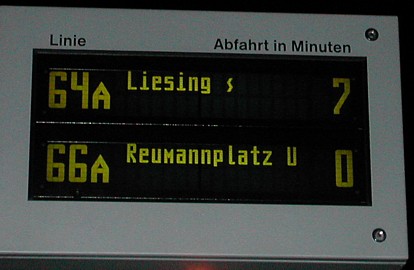 Linie Abfahrt in Minuten
64A Liesing S 7
66A Reumannplatz U 0